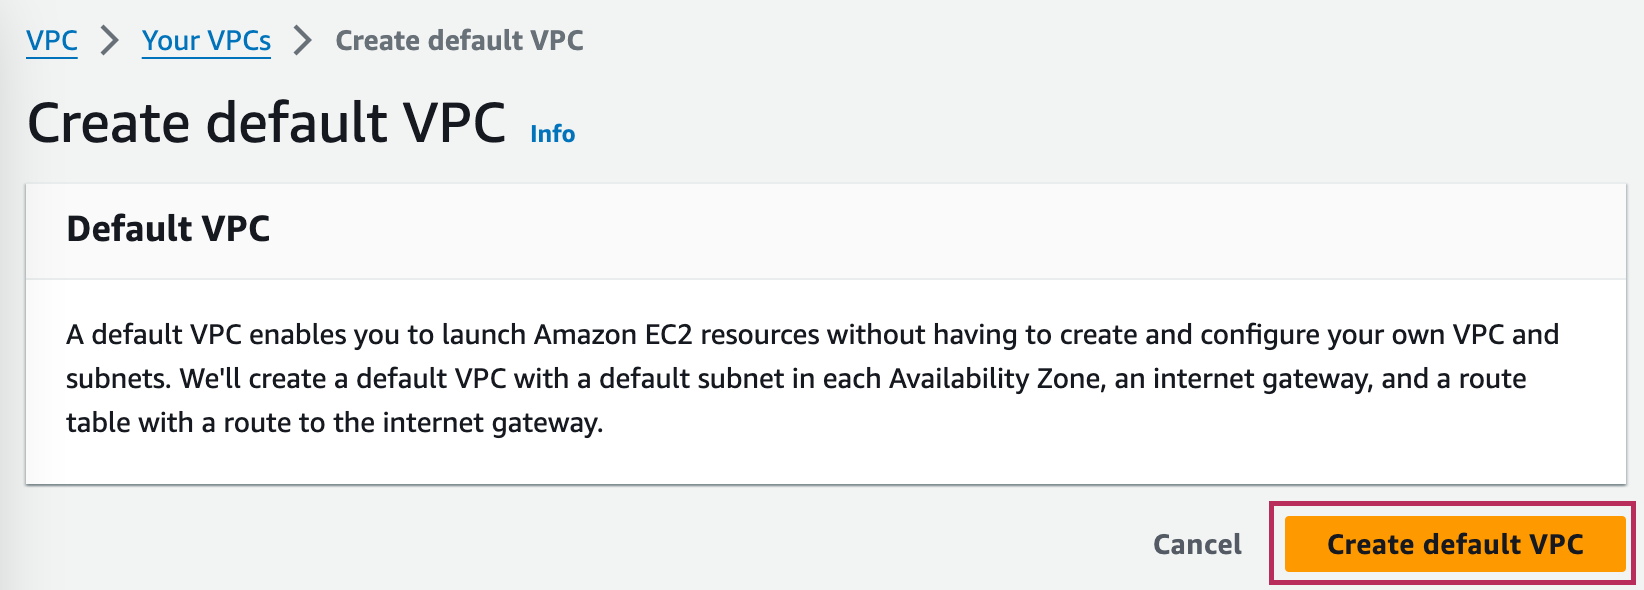 VPC > Your VPCs > Create default VPC
Create default VPC Info
Default VPC
A default VPC enables you to launch Amazon EC2 resources without having to create and configure your own VPC and
subnets. We'll create a default VPC with a default subnet in each Availability Zone, an internet gateway, and a route
table with a route to the internet gateway.
Cancel Create default VPC